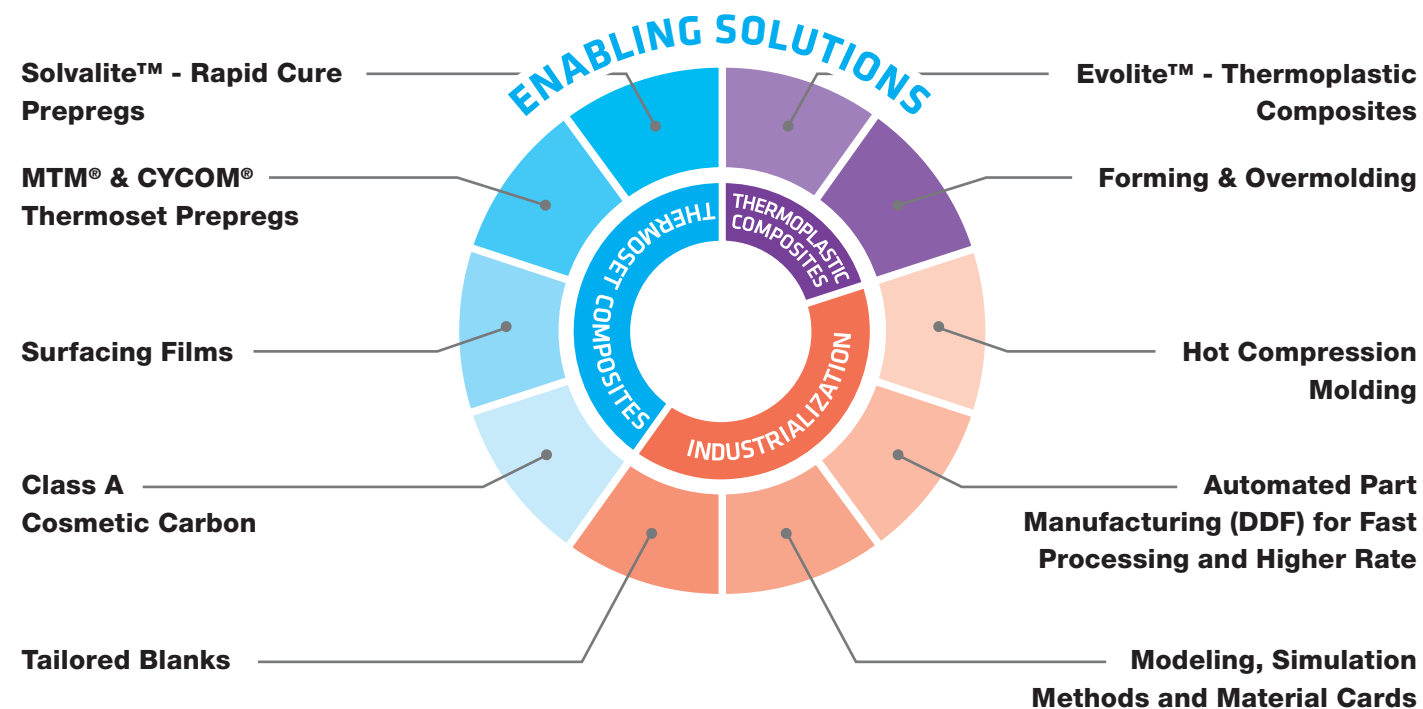 ENABLING SOLUTIONS
Solvalite™ - Rapid Cure
Prepregs
MTM® & CYCOM®
Thermoset Prepregs
Surfacing Films
Class A
Cosmetic Carbon
Tailored Blanks
Evolite™ - Thermoplastic
Composites
Forming & Overmolding
Hot Compression
Molding
Automated Part
Manufacturing (DDF) for Fast
Processing and Higher Rate
Modeling, Simulation
Methods and Material Cards
THERMOSET COMPOSITES
THERMOPLASTIC
COMPOSITES
INDUSTRIALIZATION